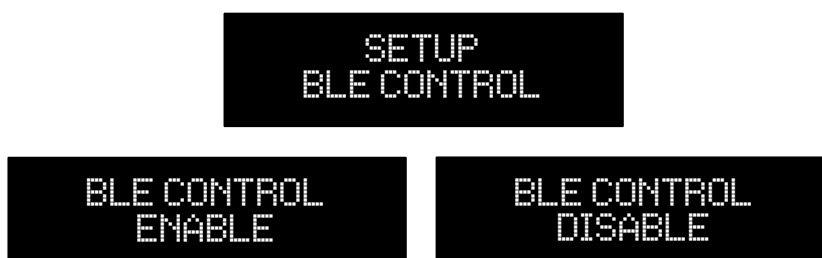 SETUP
BLE CONTROL
BLE CONTROL
ENABLE
BLE CONTROL
DISABLE